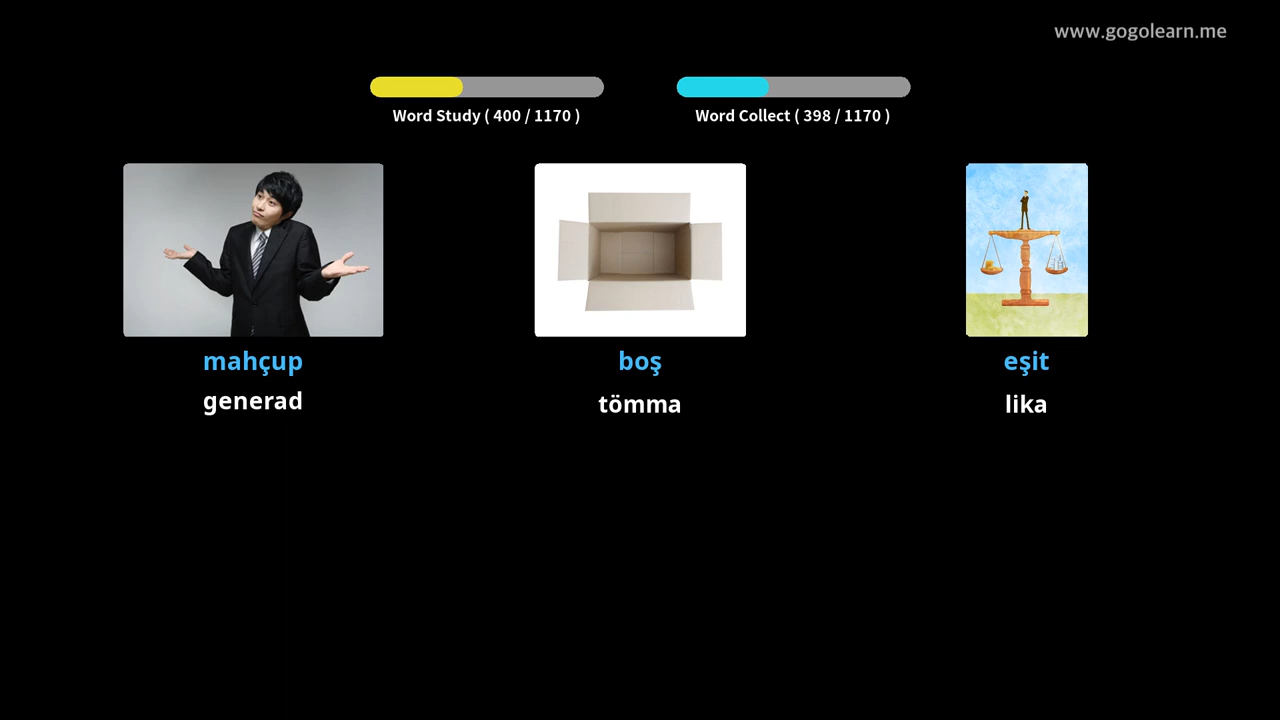 www.gogolearn.me
Word Study ( 400 / 1170 )
Word Collect ( 398 / 1170 )
mahçup
generad
boş
tömma
eşit
lika